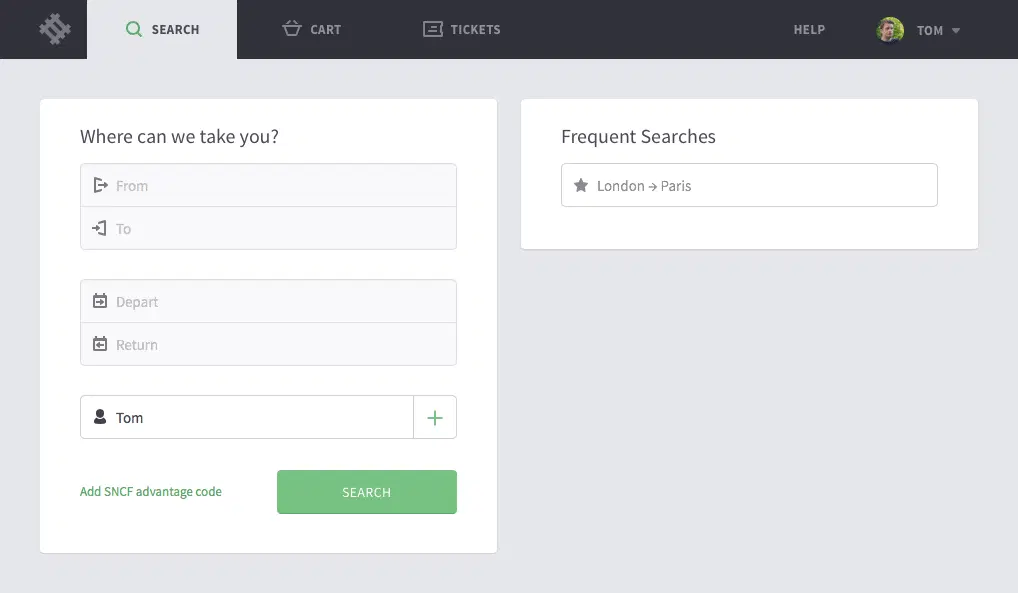 SEARCH
CART
TICKETS
HELP
TOM
Where can we take you?
From
To
Depart
Return
Tom
Add SNCF advantage code
SEARCH
Frequent Searches
London → Paris